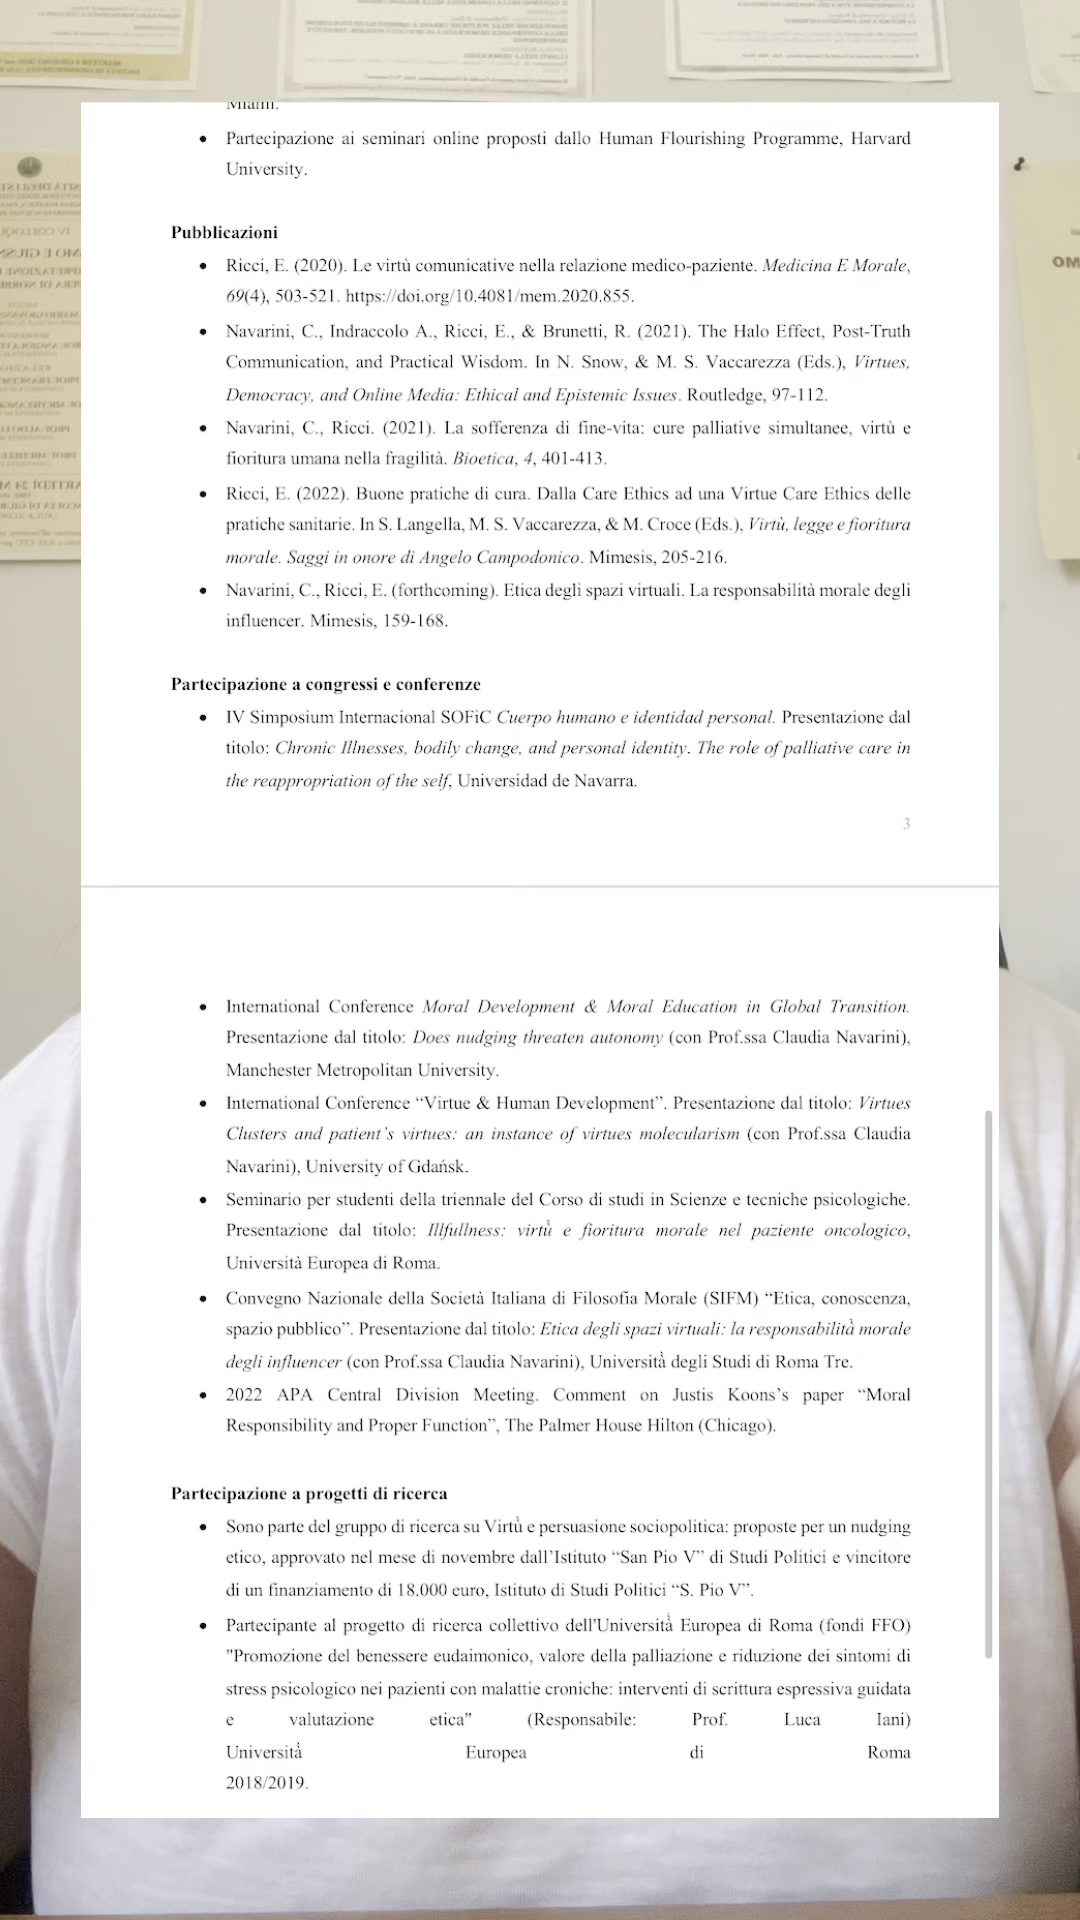 Miami.
• Partecipazione ai seminari online proposti dallo Human Flourishing Programme, Harvard
University.
Pubblicazioni
• Ricci, E. (2020). Le virtù comunicative nella relazione medico-paziente. Medicina E Morale,
69(4), 503-521. https://doi.org/10.4081/mem.2020.855.
• Navarini, C., Indraccolo A., Ricci, E., & Brunetti, R. (2021). The Halo Effect, Post-Truth
Communication, and Practical Wisdom. In N. Snow, & M. S. Vaccarezza (Eds.), Virtues,
Democracy, and Online Media: Ethical and Epistemic Issues. Routledge, 97-112.
• Navarini, C., Ricci. (2021). La sofferenza di fine-vita: cure palliative simultanee, virtù e
fioritura umana nella fragilità. Bioetica, 4, 401-413.
• Ricci, E. (2022). Buone pratiche di cura. Dalla Care Ethics ad una Virtue Care Ethics delle
pratiche sanitarie. In S. Langella, M. S. Vaccarezza, & M. Croce (Eds.), Virtù, legge e fioritura
morale. Saggi in onore di Angelo Campodonico. Mimesis, 205-216.
• Navarini, C., Ricci, E. (forthcoming). Etica degli spazi virtuali. La responsabilità morale degli
influencer. Mimesis, 159-168.
Partecipazione a congressi e conferenze
• IV Simposium Internacional SOFiC Cuerpo humano e identidad personal. Presentazione dal
titolo: Chronic Illnesses, bodily change, and personal identity. The role of palliative care in
the reappropriation of the self, Universidad de Navarra.
3
• International Conference Moral Development & Moral Education in Global Transition.
Presentazione dal titolo: Does nudging threaten autonomy (con Prof.ssa Claudia Navarini),
Manchester Metropolitan University.
• International Conference “Virtue & Human Development”. Presentazione dal titolo: Virtues
Clusters and patient’s virtues: an instance of virtues molecularism (con Prof.ssa Claudia
Navarini), University of Gdańsk.
• Seminario per studenti della triennale del Corso di studi in Scienze e tecniche psicologiche.
Presentazione dal titolo: Illfullness: virtù e fioritura morale nel paziente oncologico,
Università Europea di Roma.
• Convegno Nazionale della Società Italiana di Filosofia Morale (SIFM) “Etica, conoscenza,
spazio pubblico”. Presentazione dal titolo: Etica degli spazi virtuali: la responsabilità morale
degli influencer (con Prof.ssa Claudia Navarini), Università degli Studi di Roma Tre.
• 2022 APA Central Division Meeting. Comment on Justis Koons’s paper “Moral
Responsibility and Proper Function”, The Palmer House Hilton (Chicago).
Partecipazione a progetti di ricerca
• Sono parte del gruppo di ricerca su Virtù e persuasione sociopolitica: proposte per un nudging
etico, approvato nel mese di novembre dall’Istituto “San Pio V” di Studi Politici e vincitore
di un finanziamento di 18.000 euro, Istituto di Studi Politici “S. Pio V”.
• Partecipante al progetto di ricerca collettivo dell'Università Europea di Roma (fondi FFO)
"Promozione del benessere eudaimonico, valore della palliazione e riduzione dei sintomi di
stress psicologico nei pazienti con malattie croniche: interventi di scrittura espressiva guidata
e valutazione etica" (Responsabile: Prof. Luca Iani)
Università Europea di Roma
2018/2019.